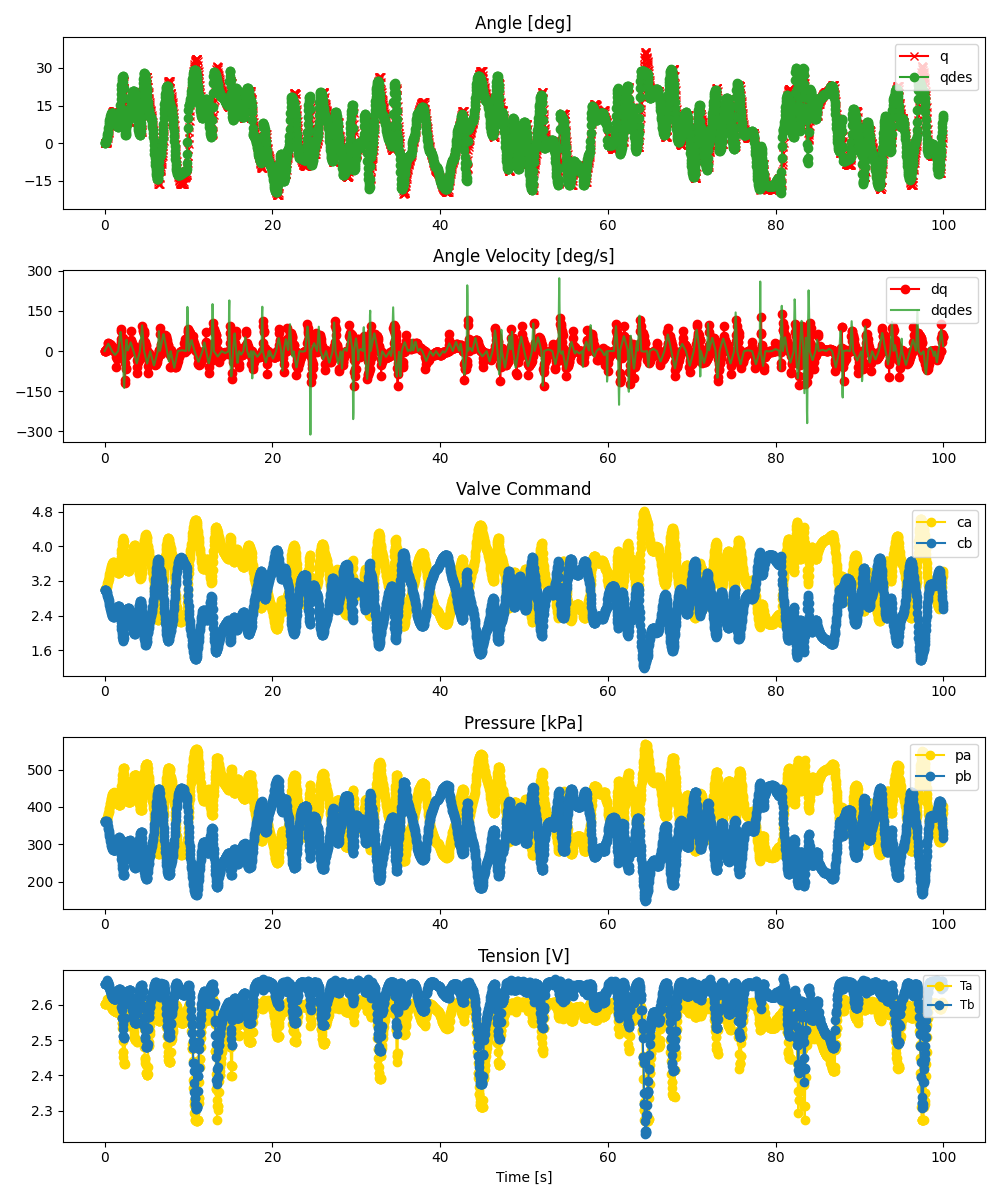 Angle [deg]
30
15
0
−15
q
qdes
0 20 40 60 80 100
Angle Velocity [deg/s]
300
150
0
−150
−300
dq
dqdes
0 20 40 60 80 100
Valve Command
4.8
4.0
3.2
2.4
1.6
ca
cb
0 20 40 60 80 100
Pressure [kPa]
500
400
300
200
pa
pb
0 20 40 60 80 100
Tension [V]
2.6
2.5
2.4
2.3
Ta
Tb
0 20 40 60 80 100
Time [s]